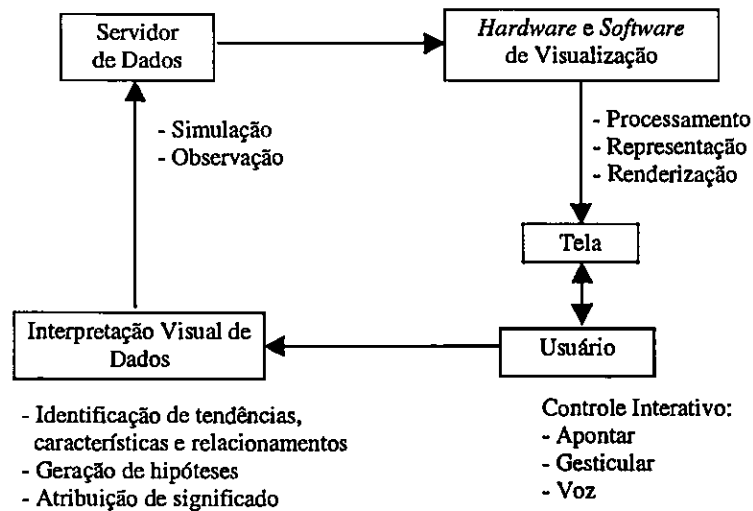 Servidor
de Dados
Hardware e Software
de Visualização
- Simulação
- Observação
- Processamento
- Representação
- Renderização
Tela
Interpretação Visual de
Dados
Usuário
- Identificação de tendências,
características e relacionamentos
- Geração de hipóteses
- Atribuição de significado
Controle Interativo:
- Apontar
- Gesticular
- Voz